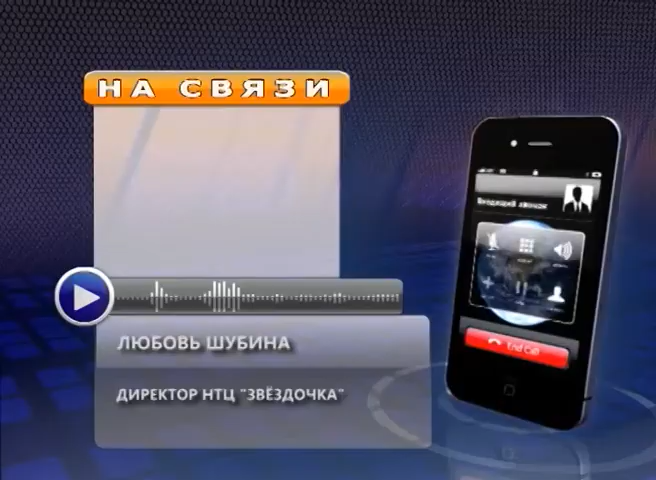 НА СВЯЗИ
Входящий звонок
ЛЮБОВЬ ШУБИНА
End Call
ДИРЕКТОР НТЦ "ЗВЁЗДОЧКА"